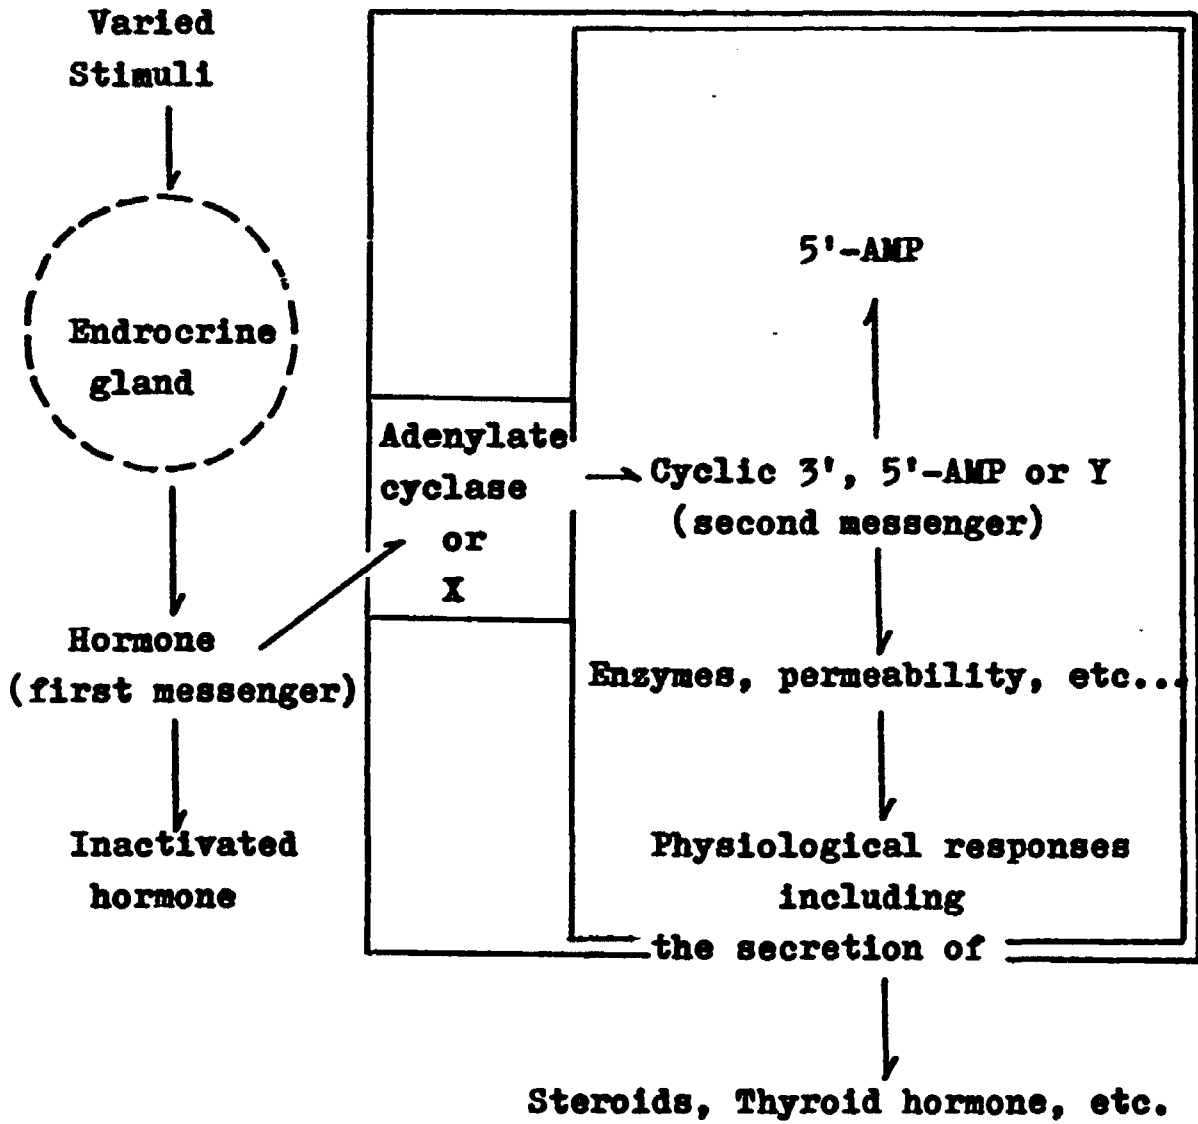 Varied
Stimuli
Endrocrine
gland
Hormone
(first messenger)
Inactivated
hormone
Adenylate
cyclase
or
X
5'-AMP
Cyclic 3', 5'-AMP or Y
(second messenger)
Enzymes, permeability, etc...
Physiological responses
including
the secretion of
Steroids, Thyroid hormone, etc.